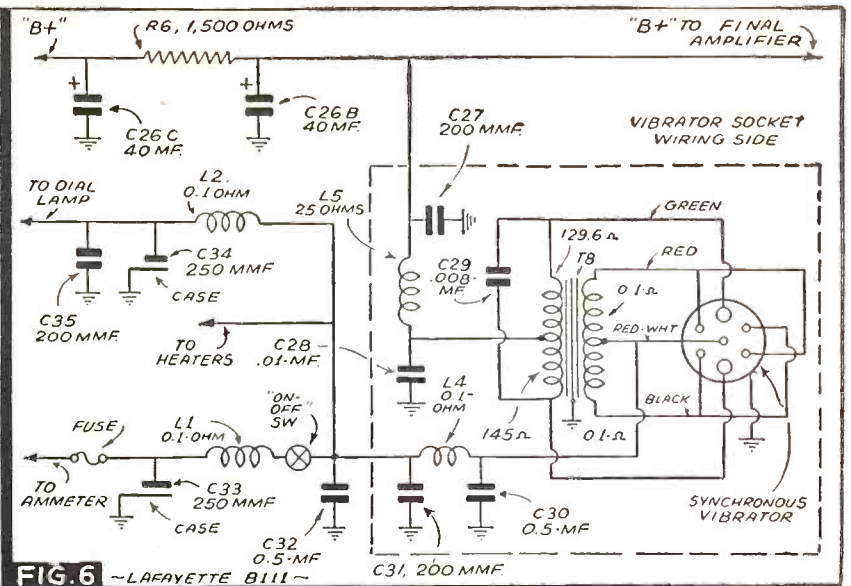 "B+"
R6, 1,500 OHMS
"B+" TO FINAL
AMPLIFIER
+
C26C
40 MF.
+
C26B
40 MF.
C27
200 MMF.
VIBRATOR SOCKET
WIRING SIDE
TO DIAL
LAMP
L2
0.1 OHM
L5
25 OHMS
GREEN
C34
250 MMF
CASE
C35
200 MMF.
C29
.008-
MF.
129.6 Ω
T8
RED
0.1-Ω
RED-WHT
TO
HEATERS
C28
.01-MF.
L4
0.1-
OHM
BLACK
145 Ω
0.1-Ω
FUSE
L1
0.1-OHM
"ON-
OFF"
SW
TO
AMMETER
C33
250 MMF
CASE
C32
0.5-MF
C30
0.5-MF
SYNCHRONOUS
VIBRATOR
C31, 200 MMF.
FIG. 6
~LAFAYETTE B111~